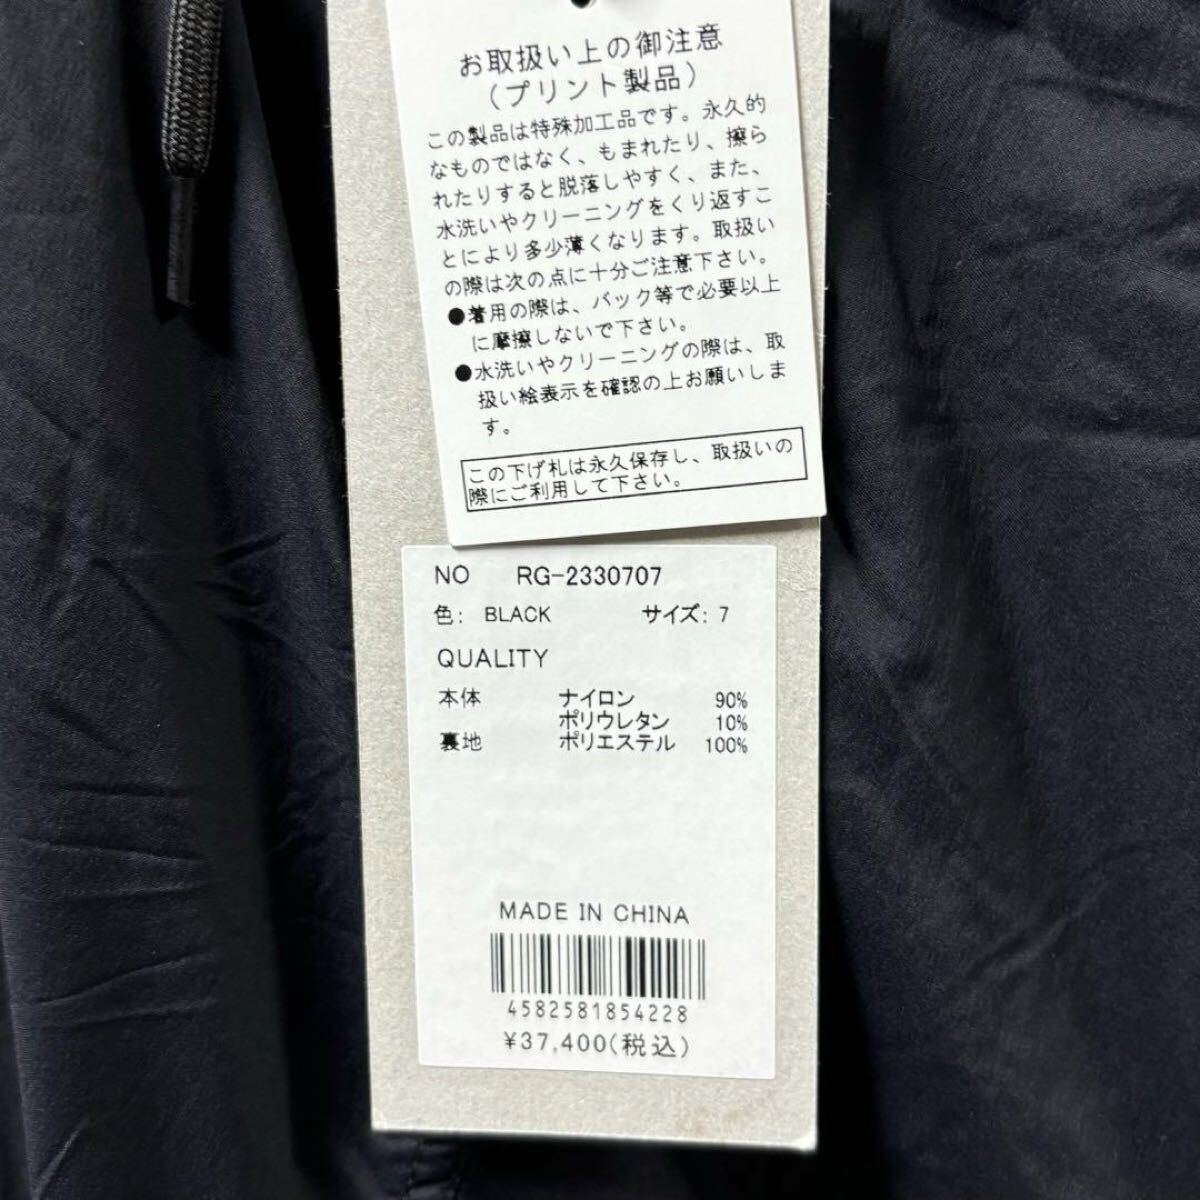 お取扱い上の御注意
（プリント製品）
この製品は特殊加工品です。永久的
なものではなく、もまれたり、擦ら
れたりすると脱落しやすく、また、
水洗いやクリーニングをくり返すこ
とにより多少薄くなります。取扱い
の際は次の点に十分ご注意下さい。
●着用の際は、バック等で必要以上
に摩擦しないで下さい。
●水洗いやクリーニングの際は、取
扱い絵表示を確認の上お願いしま
す。
この下げ札は永久保存し、取扱いの
際にご利用して下さい。
NO RG-2330707
色: BLACK サイズ: 7
QUALITY
本体 ナイロン 90%
ポリウレタン 10%
裏地 ポリエステル 100%
MADE IN CHINA
4582581854228
¥37,400(税込)